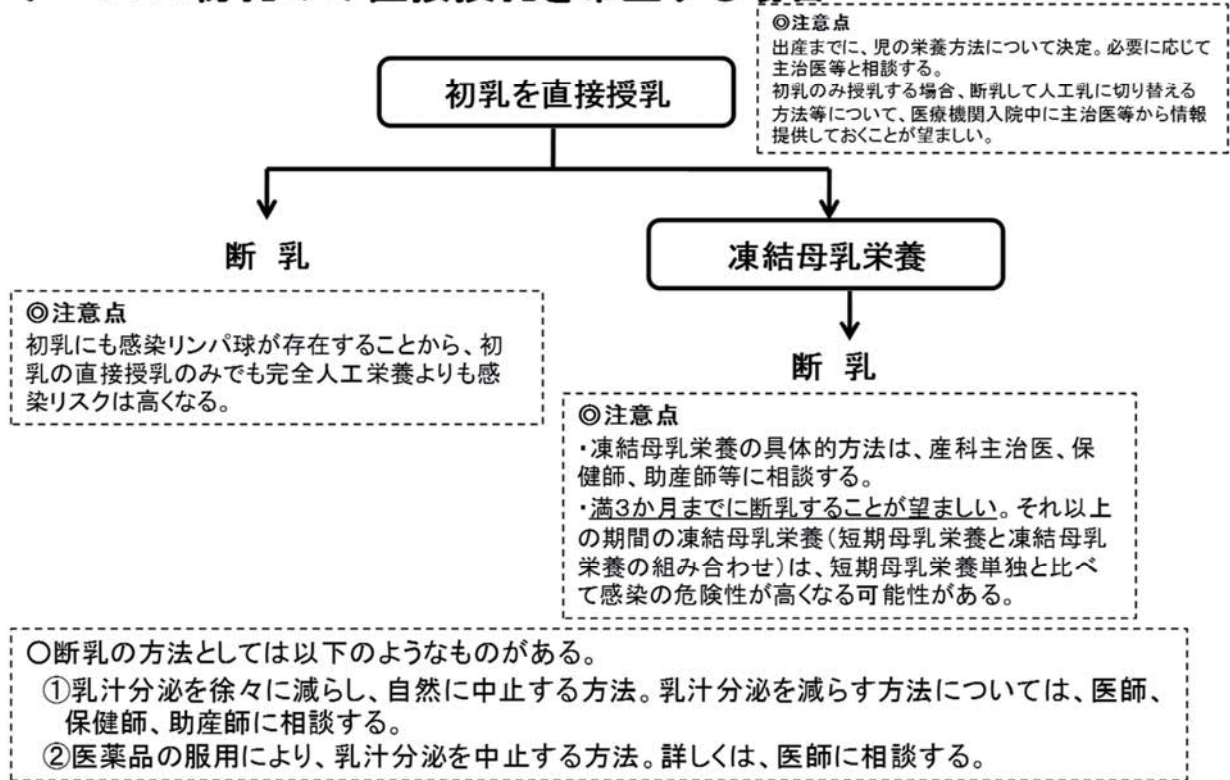 ◎注意点
出産までに、児の栄養方法について決定。必要に応じて
主治医等と相談する。
初乳のみ授乳する場合、断乳して人工乳に切り替える
方法等について、医療機関入院中に主治医等から情報
提供しておくことが望ましい。
初乳を直接授乳
断 乳
凍結母乳栄養
◎注意点
初乳にも感染リンパ球が存在することから、初
乳の直接授乳のみでも完全人工栄養よりも感
染リスクは高くなる。
断 乳
◎注意点
・凍結母乳栄養の具体的方法は、産科主治医、保
健師、助産師等に相談する。
・満3か月までに断乳することが望ましい。それ以上
の期間の凍結母乳栄養(短期母乳栄養と凍結母乳
栄養の組み合わせ)は、短期母乳栄養単独と比べ
て感染の危険性が高くなる可能性がある。
〇断乳の方法としては以下のようなものがある。
①乳汁分泌を徐々に減らし、自然に中止する方法。乳汁分泌を減らす方法については、医師、
保健師、助産師に相談する。
②医薬品の服用により、乳汁分泌を中止する方法。詳しくは、医師に相談する。